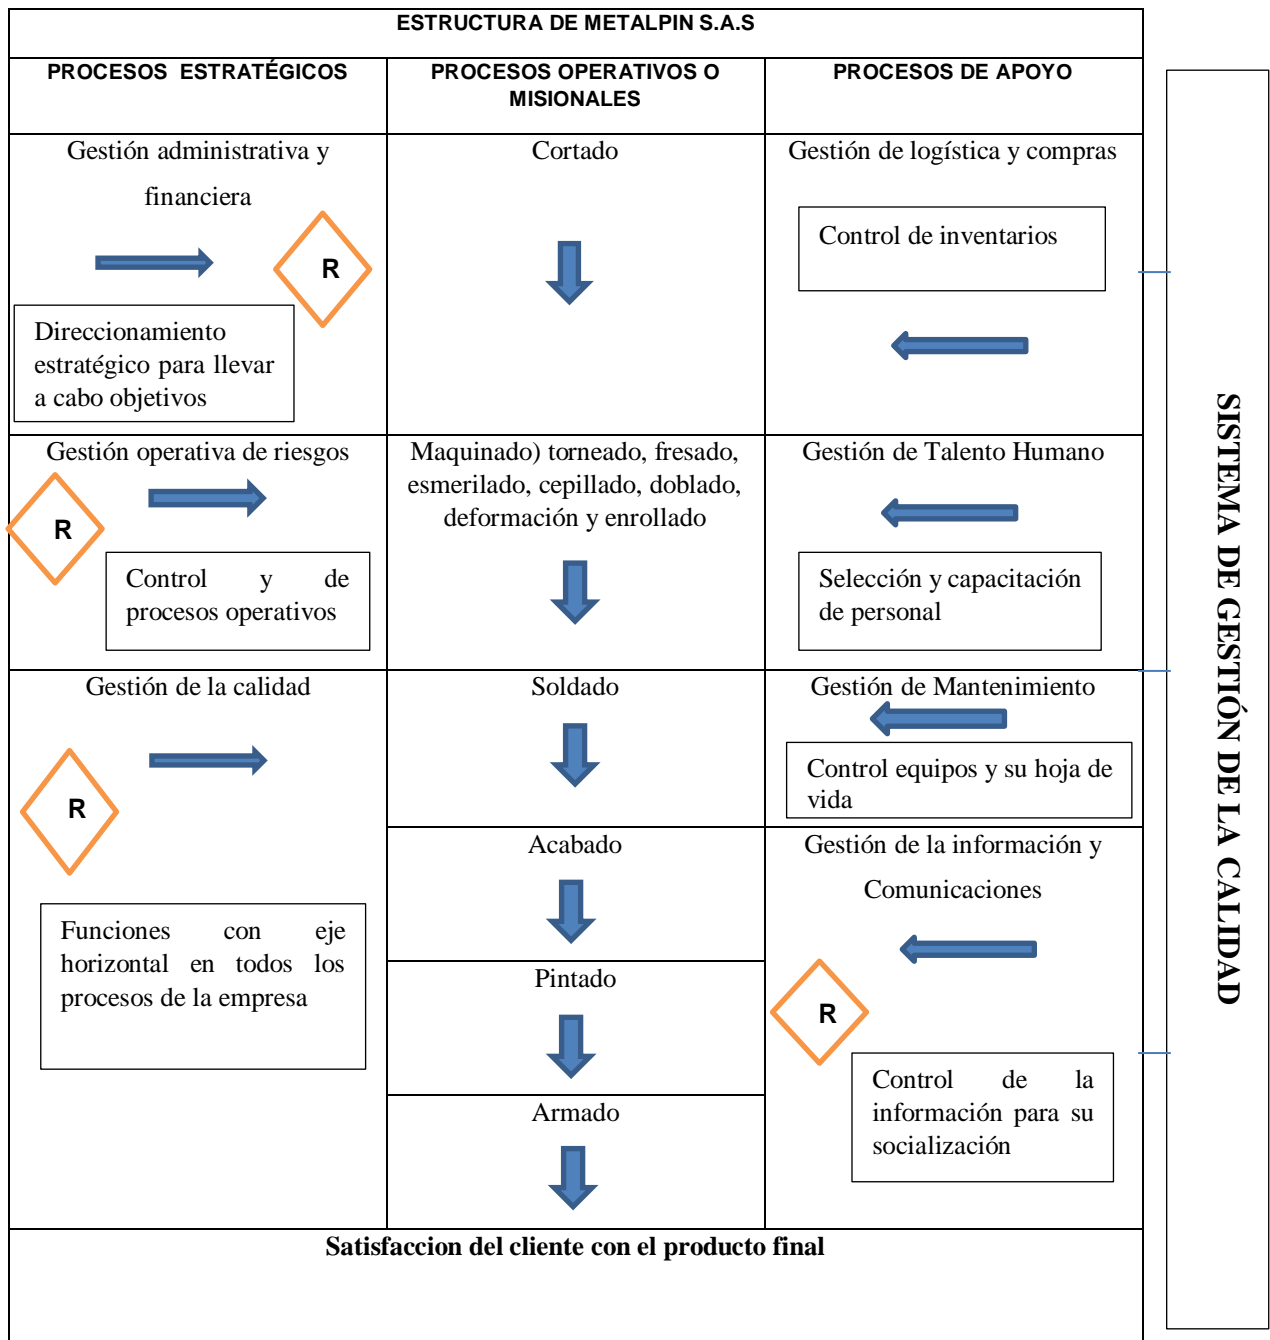 ESTRUCTURA DE METALPIN S.A.S
PROCESOS ESTRATÉGICOS
PROCESOS OPERATIVOS O
MISIONALES
PROCESOS DE APOYO
Gestión administrativa y
financiera
R
Direccionamiento
estratégico para llevar
a cabo objetivos
Cortado
Gestión de logística y compras
Control de inventarios
Gestión operativa de riesgos
R
Control y de
procesos operativos
Maquinado) torneado, fresado,
esmerilado, cepillado, doblado,
deformación y enrollado
Gestión de Talento Humano
Selección y capacitación
de personal
Gestión de la calidad
R
Funciones con eje
horizontal en todos los
procesos de la empresa
Soldado
Gestión de Mantenimiento
Control equipos y su hoja de
vida
Acabado
Pintado
Armado
Gestión de la información y
Comunicaciones
R
Control de la
información para su
socialización
Satisfaccion del cliente con el producto final
SISTEMA DE GESTIÓN DE LA CALIDAD